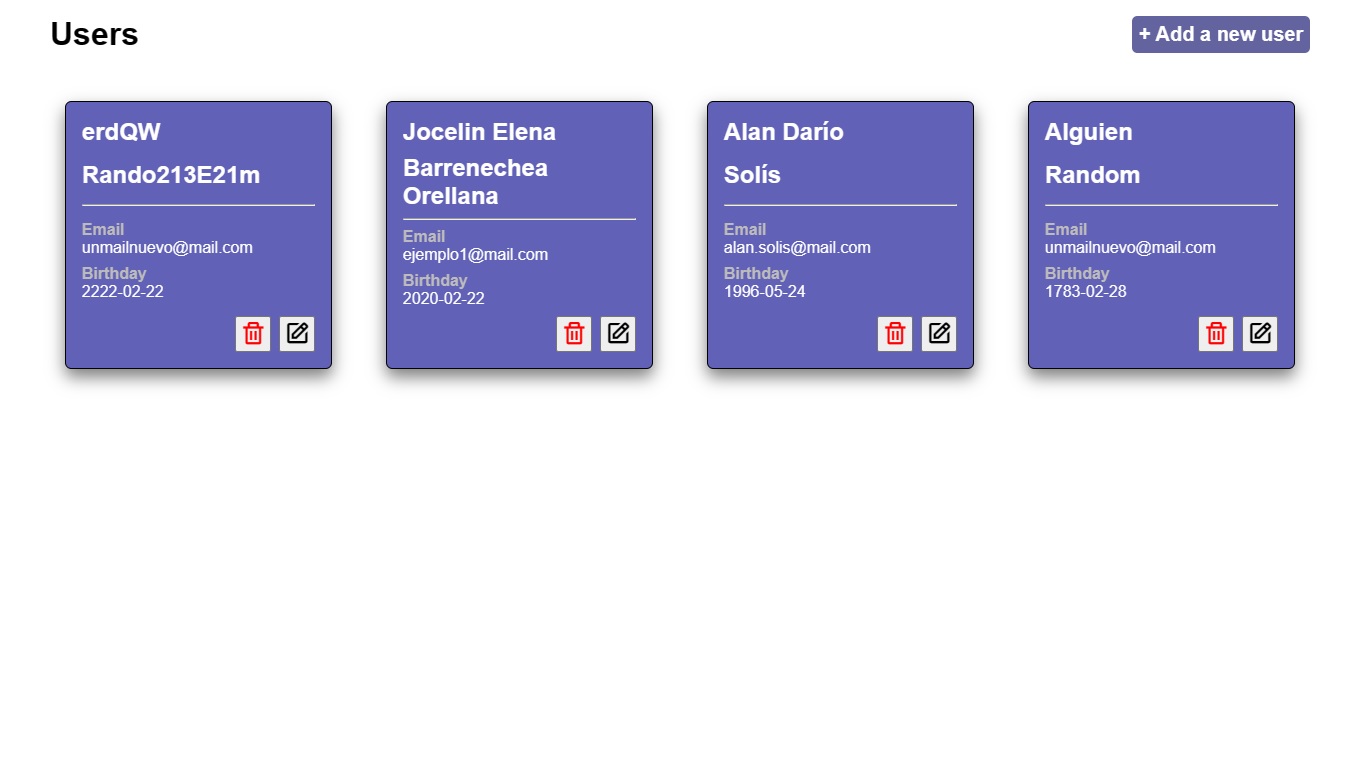 Users
+ Add a new user
erdQW
Rando213E21m
Email
unmailnuevo@mail.com
Birthday
2222-02-22
Jocelin Elena
Barrenechea
Orellana
Email
ejemplo1@mail.com
Birthday
2020-02-22
Alan Darío
Solís
Email
alan.solis@mail.com
Birthday
1996-05-24
Alguien
Random
Email
unmailnuevo@mail.com
Birthday
1783-02-28